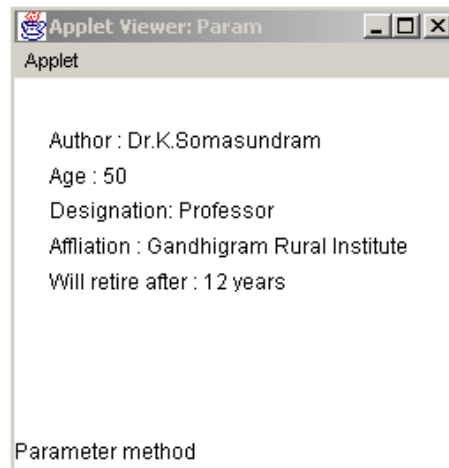 Applet Viewer: Param
Applet
Author : Dr.K.Somasundram
Age : 50
Designation: Professor
Affliation : Gandhigram Rural Institute
Will retire after : 12 years
Parameter method